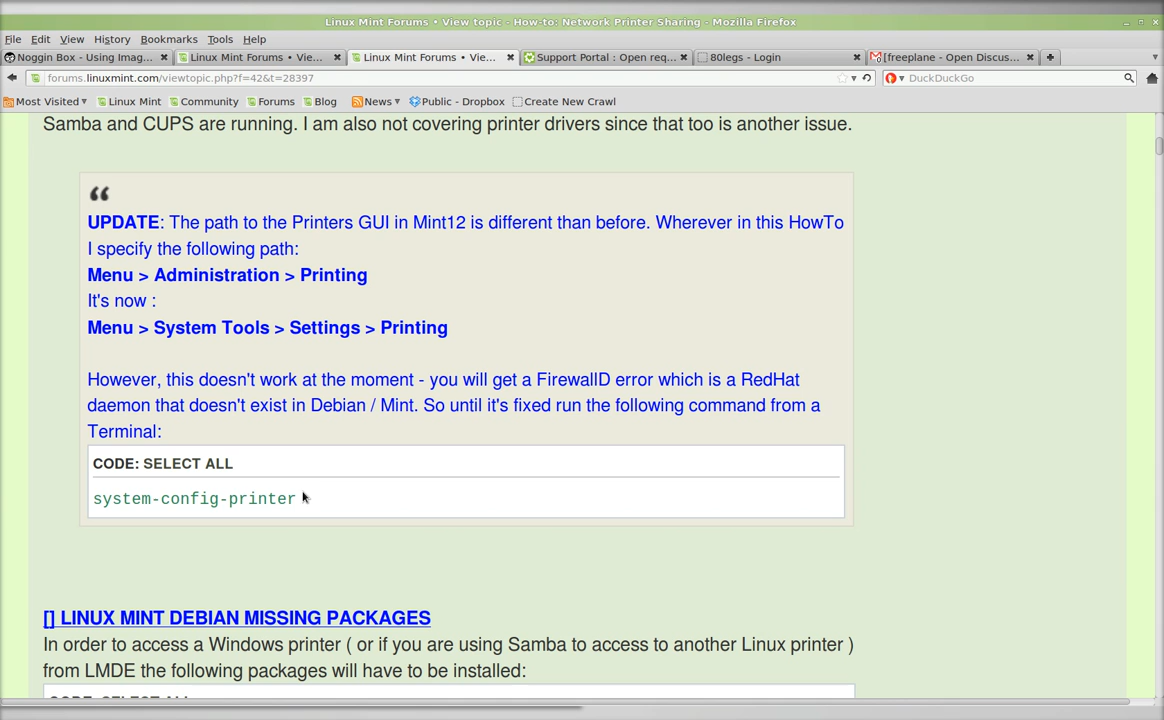 Linux Mint Forums • View topic - How-to: Network Printer Sharing - Mozilla Firefox
File Edit View History Bookmarks Tools Help
Noggin Box - Using Imag... Linux Mint Forums • Vie... Linux Mint Forums • Vie... Support Portal : Open req... 80legs - Login [freeplane - Open Discus...
forums.linuxmint.com/viewtopic.php?f=42&t=28397 DuckDuckGo
Most Visited Linux Mint Community Forums Blog News Public - Dropbox Create New Crawl
Samba and CUPS are running. I am also not covering printer drivers since that too is another issue.
UPDATE: The path to the Printers GUI in Mint12 is different than before. Wherever in this HowTo
I specify the following path:
Menu > Administration > Printing
It's now :
Menu > System Tools > Settings > Printing
However, this doesn't work at the moment - you will get a FirewallD error which is a RedHat
daemon that doesn't exist in Debian / Mint. So until it's fixed run the following command from a
Terminal:
CODE: SELECT ALL
system-config-printer
[] LINUX MINT DEBIAN MISSING PACKAGES
In order to access a Windows printer ( or if you are using Samba to access to another Linux printer )
from LMDE the following packages will have to be installed:
CODE: SELECT ALL